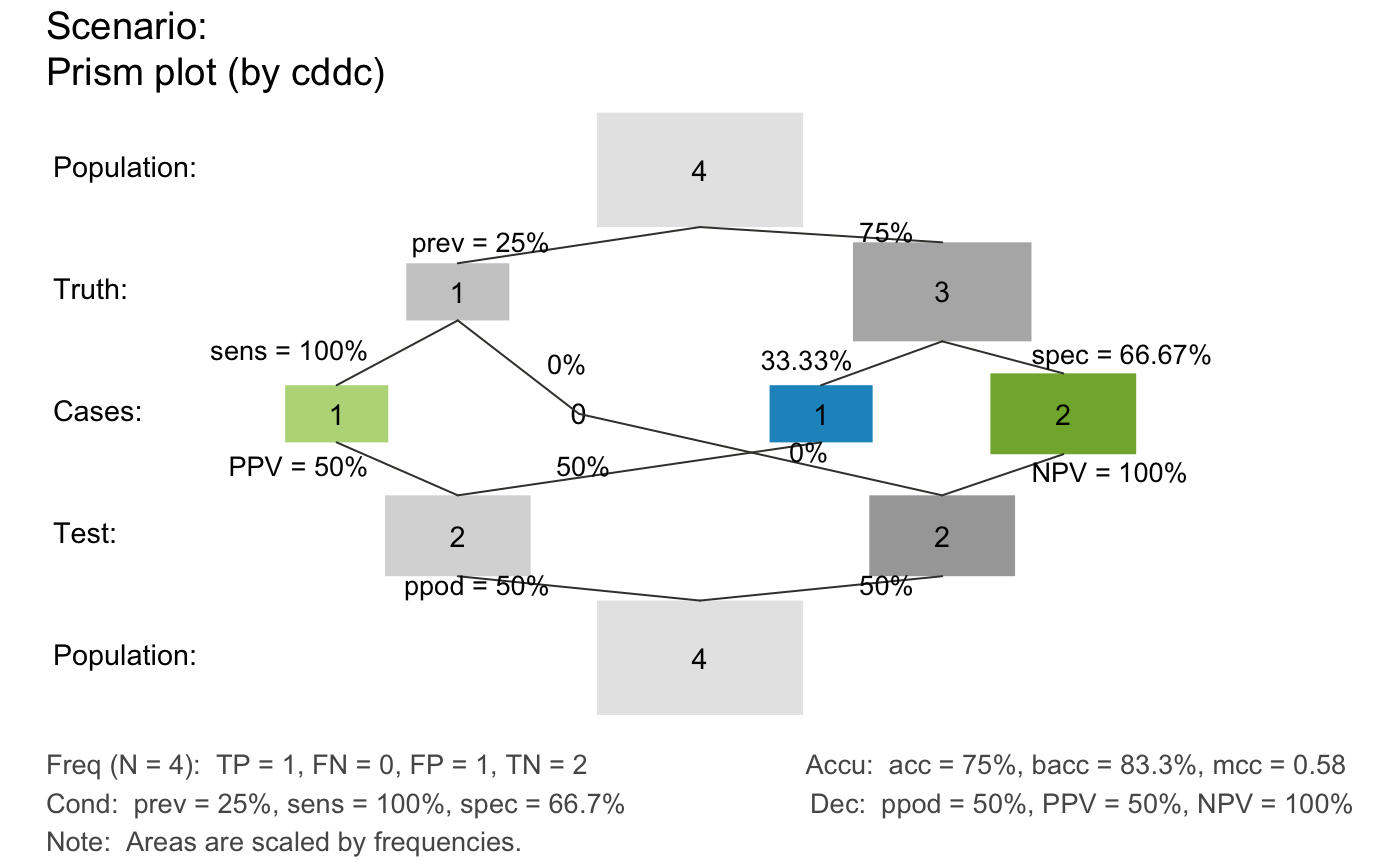 Scenario:
Prism plot (by cddc)
Population:
4
prev = 25%
75%
Truth:
1
3
sens = 100%
0%
33.33%
spec = 66.67%
Cases:
1
0
1
2
PPV = 50%
50%
0%
NPV = 100%
Test:
2
2
ppod = 50%
50%
Population:
4
Freq (N = 4):  TP = 1, FN = 0, FP = 1, TN = 2
Accu:  acc = 75%, bacc = 83.3%, mcc = 0.58
Cond:  prev = 25%, sens = 100%, spec = 66.7%
Dec:  ppod = 50%, PPV = 50%, NPV = 100%
Note:  Areas are scaled by frequencies.